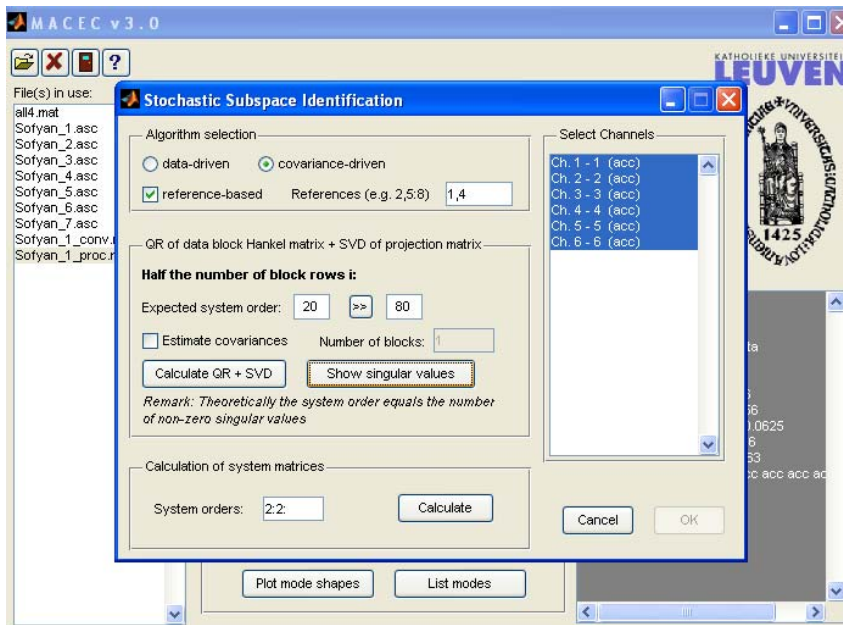 MACEC v3.0
?
KATHOLIEKE UNIVERSITEI
LEUVEN
1425
File(s) in use:
all4.mat
Sofyan_1.asc
Sofyan_2.asc
Sofyan_3.asc
Sofyan_4.asc
Sofyan_5.asc
Sofyan_6.asc
Sofyan_7.asc
Sofyan_1_conv.
Sofyan_1_proc.
Stochastic Subspace Identification
Algorithm selection
data-driven covariance-driven
reference-based References (e.g. 2,5:8) 1,4
QR of data block Hankel matrix + SVD of projection matrix
Half the number of block rows i:
Expected system order: 20 >> 80
Estimate covariances Number of blocks: 1
Calculate QR + SVD Show singular values
Remark: Theoretically the system order equals the number
of non-zero singular values
Calculation of system matrices
System orders: 2:2: Calculate
Select Channels
Ch. 1 - 1 (acc)
Ch. 2 - 2 (acc)
Ch. 3 - 3 (acc)
Ch. 4 - 4 (acc)
Ch. 5 - 5 (acc)
Ch. 6 - 6 (acc)
Cancel OK
ta
56
0.0625
6
63
cc acc acc acc ac
Plot mode shapes List modes